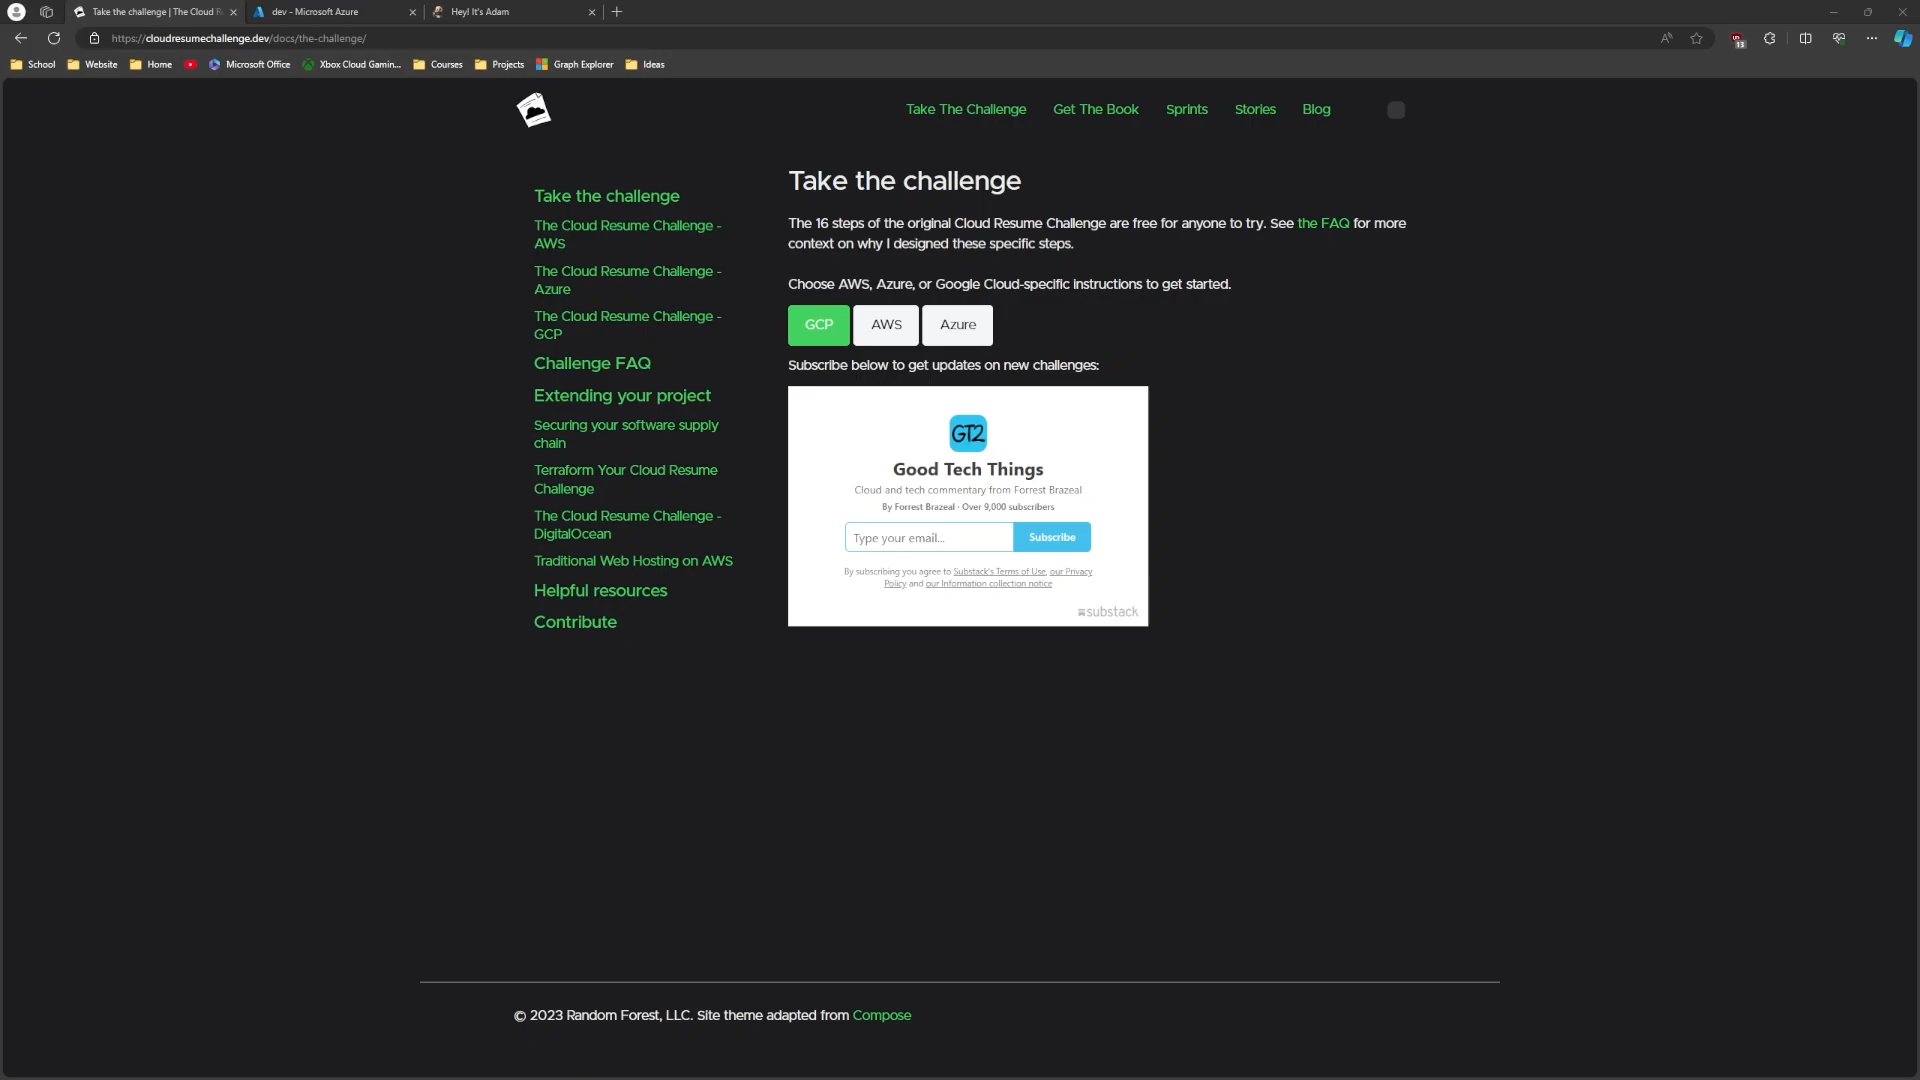 Take the challenge | The Cloud R
dev - Microsoft Azure
Hey! It's Adam
https://cloudresumechallenge.dev/docs/the-challenge/
13
School
Website
Home
Microsoft Office
Xbox Cloud Gamin...
Courses
Projects
Graph Explorer
Ideas
Take The Challenge
Get The Book
Sprints
Stories
Blog
Take the challenge
The Cloud Resume Challenge -
AWS
The Cloud Resume Challenge -
Azure
The Cloud Resume Challenge -
GCP
Challenge FAQ
Extending your project
Securing your software supply
chain
Terraform Your Cloud Resume
Challenge
The Cloud Resume Challenge -
DigitalOcean
Traditional Web Hosting on AWS
Helpful resources
Contribute
Take the challenge
The 16 steps of the original Cloud Resume Challenge are free for anyone to try. See the FAQ for more
context on why I designed these specific steps.
Choose AWS, Azure, or Google Cloud-specific instructions to get started.
GCP
AWS
Azure
Subscribe below to get updates on new challenges:
GT2
Good Tech Things
Cloud and tech commentary from Forrest Brazeal
By Forrest Brazeal · Over 9,000 subscribers
Type your email...
Subscribe
By subscribing you agree to Substack's Terms of Use, our Privacy
Policy and our Information collection notice
substack
© 2023 Random Forest, LLC. Site theme adapted from Compose